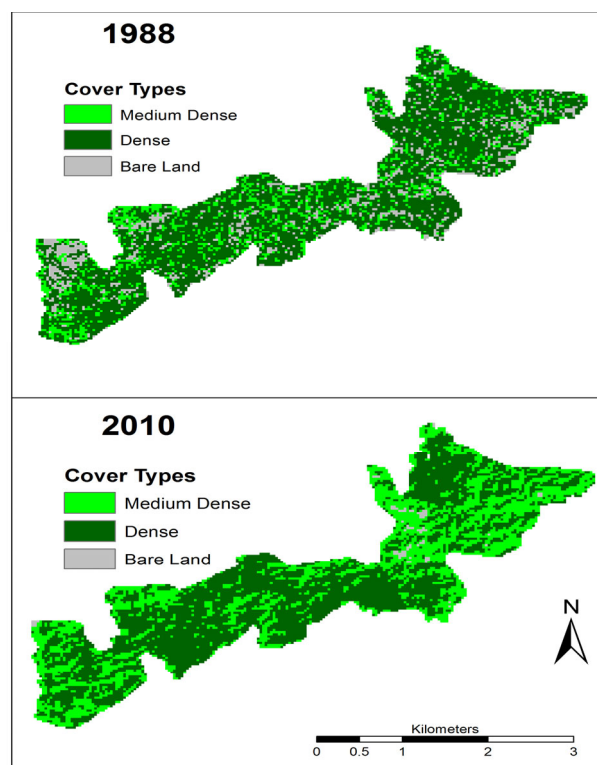 1988
Cover Types
Medium Dense
Dense
Bare Land
2010
Cover Types
Medium Dense
Dense
Bare Land
N
Kilometers
0 0.5 1 2 3